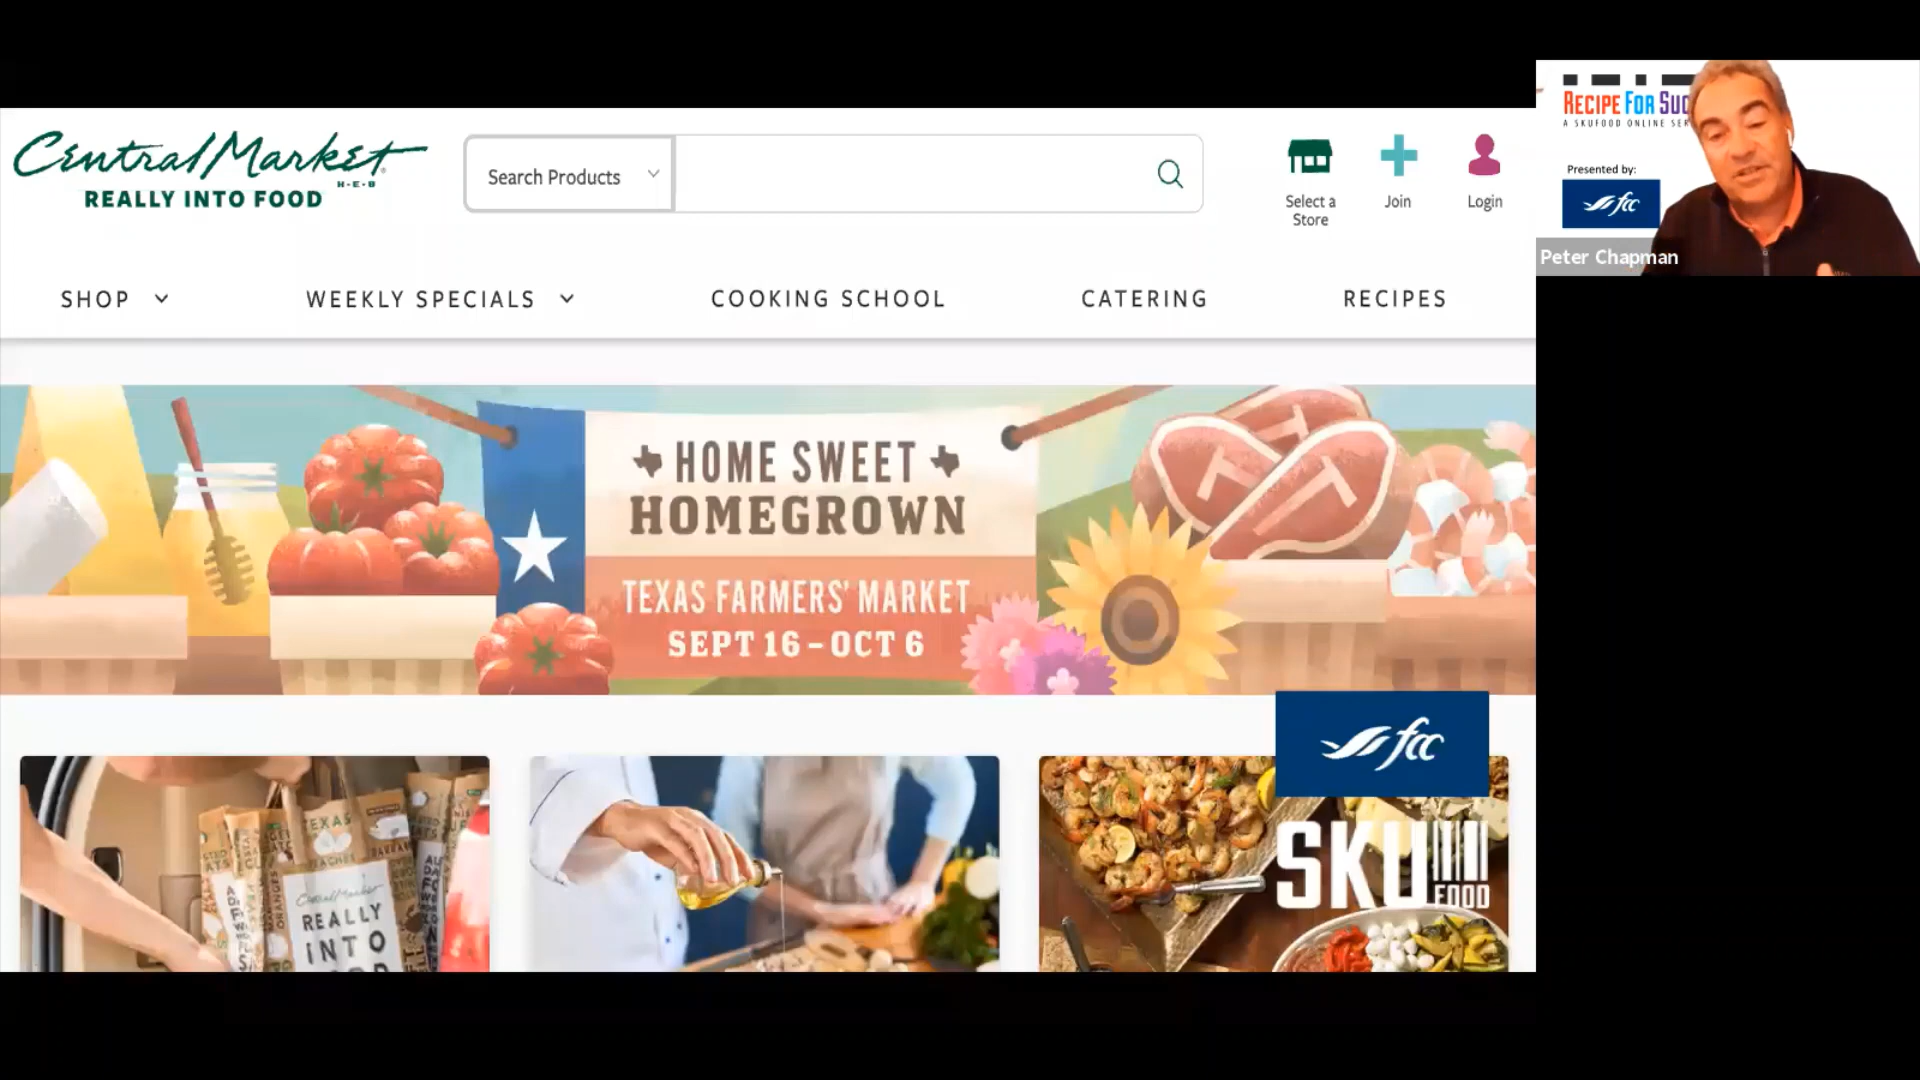 Central Market
H-E-B
REALLY INTO FOOD
Search Products
Select a
Store
Join
Login
RECIPE FOR SUC
A SKUFOOD ONLINE SER
Presented by:
fcc
Peter Chapman
SHOP
WEEKLY SPECIALS
COOKING SCHOOL
CATERING
RECIPES
HOME SWEET
HOMEGROWN
TEXAS FARMERS' MARKET
SEPT 16 – OCT 6
fcc
TEXAS
Central Market
REALLY
INTO
SKU
FOOD